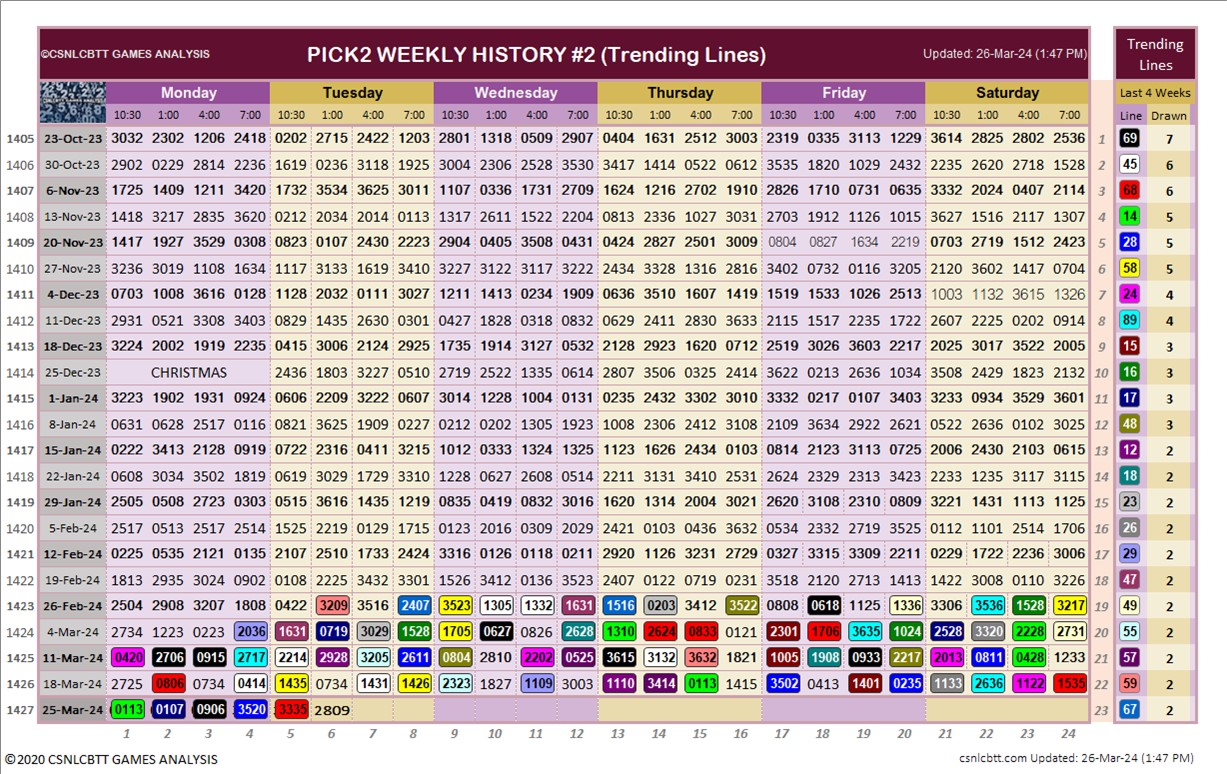 ©CSNLCBTT GAMES ANALYSIS PICK2 WEEKLY HISTORY #2 (Trending Lines) Updated: 26-Mar-24 (1:47 PM) Trending Lines
Monday Tuesday Wednesday Thursday Friday Saturday Last 4 Weeks
10:30 1:00 4:00 7:00 10:30 1:00 4:00 7:00 10:30 1:00 4:00 7:00 10:30 1:00 4:00 7:00 10:30 1:00 4:00 7:00 10:30 1:00 4:00 7:00 Line Drawn
1405 23-Oct-23 3032 2302 1206 2418 0202 2715 2422 1203 2801 1318 0509 2907 0404 1631 2512 3003 2319 0335 3113 1229 3614 2825 2802 2536 1 69 7
1406 30-Oct-23 2902 0229 2814 2236 1619 0236 3118 1925 3004 2306 2528 3530 3417 1414 0522 0612 3535 1820 1029 2432 2235 2620 2718 1528 2 45 6
1407 6-Nov-23 1725 1409 1211 3420 1732 3534 3625 3011 1107 0336 1731 2709 1624 1216 2702 1910 2826 1710 0731 0635 3332 2024 0407 2114 3 68 6
1408 13-Nov-23 1418 3217 2835 3620 0212 2034 2014 0113 1317 2611 1522 2204 0813 2336 1027 3031 2703 1912 1126 1015 3627 1516 2117 1307 4 14 5
1409 20-Nov-23 1417 1927 3529 0308 0823 0107 2430 2223 2904 0405 3508 0431 0424 2827 2501 3009 0804 0827 1634 2219 0703 2719 1512 2423 5 28 5
1410 27-Nov-23 3236 3019 1108 1634 1117 3133 1619 3410 3227 3122 3117 3222 2434 3328 1316 2816 3402 0732 0116 3205 2120 3602 1417 0704 6 58 5
1411 4-Dec-23 0703 1008 3616 0128 1128 2032 0111 3027 1211 1413 0234 1909 0636 3510 2007 1419 1519 1533 1026 2513 1003 1132 3615 1326 7 24 4
1412 11-Dec-23 2931 0521 3308 3403 0829 1435 2630 0301 0427 1828 0318 0832 0629 2411 2830 3633 2115 1517 2235 1722 2607 2225 0202 0914 8 89 4
1413 18-Dec-23 3224 2002 1919 2235 0415 3006 2124 2925 1735 1914 3127 0532 2128 2923 1620 0712 2519 3026 3603 2217 2025 3017 3522 2005 9 15 3
1414 25-Dec-23 CHRISTMAS 2436 1803 3227 0510 2719 2522 1335 0614 2807 3506 0325 2414 3622 0213 2636 1034 3508 2429 1823 2132 10 16 3
1415 1-Jan-24 3223 1902 1931 0924 0606 2209 3222 0607 3014 1228 1004 0131 0235 2432 3302 3010 3332 0217 0107 3403 3233 0934 3529 3601 11 17 3
1416 8-Jan-24 0631 0628 2517 0116 0821 3625 1909 0227 0212 0202 1305 1923 1008 2306 2412 3108 2109 3634 2922 2621 0522 2636 0102 3025 12 48 3
1417 15-Jan-24 0222 3413 2128 0919 0722 2316 0411 3219 1012 0333 1324 1325 1123 1626 2434 0103 0814 2123 3113 0725 2006 2430 2103 0615 13 12 2
1418 22-Jan-24 0608 3034 3502 1819 0619 3029 1729 3311 1228 0627 2608 0514 2211 3131 3410 2531 2624 2329 2313 3423 2233 1235 3117 3115 14 18 2
1419 29-Jan-24 2505 0508 2723 0303 0515 3616 1435 1219 0835 0419 0832 3016 1620 1314 2004 3021 2620 3108 2310 0809 3221 1431 1113 1125 15 23 2
1420 5-Feb-24 2517 0513 2517 2514 1525 2219 0129 1715 0123 2016 0309 2029 2421 0103 0436 3632 0534 2332 2719 3525 0112 1101 2514 1706 16 26 2
1421 12-Feb-24 0225 0535 2121 0135 2107 2510 1733 2424 3316 0126 0118 0211 2920 1126 3231 2729 0327 3315 3309 2211 0229 1722 2236 3006 17 29 2
1422 19-Feb-24 1813 2935 3024 0902 0108 2225 3432 3301 1526 3412 0136 3523 2407 0122 0719 0231 3518 2120 2713 1413 1422 3008 0110 3226 18 47 2
1423 26-Feb-24 2504 2908 3207 1808 0422 3209 3516 2407 3523 1305 1332 1631 1516 0203 3412 3522 0808 0618 1125 1336 3306 3536 1528 3217 19 49 2
1424 4-Mar-24 2734 1223 0223 2036 1631 0719 3029 1528 1705 0627 0826 2628 1310 2624 0833 0121 2301 1706 3635 1024 2528 3320 2228 2731 20 55 2
1425 11-Mar-24 0420 2706 0915 2717 2214 2928 3205 2611 0804 2810 2202 0525 3615 3132 3632 1821 1005 1908 0933 2217 2013 0811 0428 1233 21 57 2
1426 18-Mar-24 2725 0806 0734 0414 1435 0734 1431 1426 2323 1827 1109 3003 1110 3414 0113 1415 3502 0413 1401 0235 1133 2636 1122 1535 22 59 2
1427 25-Mar-24 0113 0107 0906 3520 3335 2809 23 67 2
1 2 3 4 5 6 7 8 9 10 11 12 13 14 15 16 17 18 19 20 21 22 23 24
©2020 CSNLCBTT GAMES ANALYSIS csnlcbtt.com Updated: 26-Mar-24 (1:47 PM)